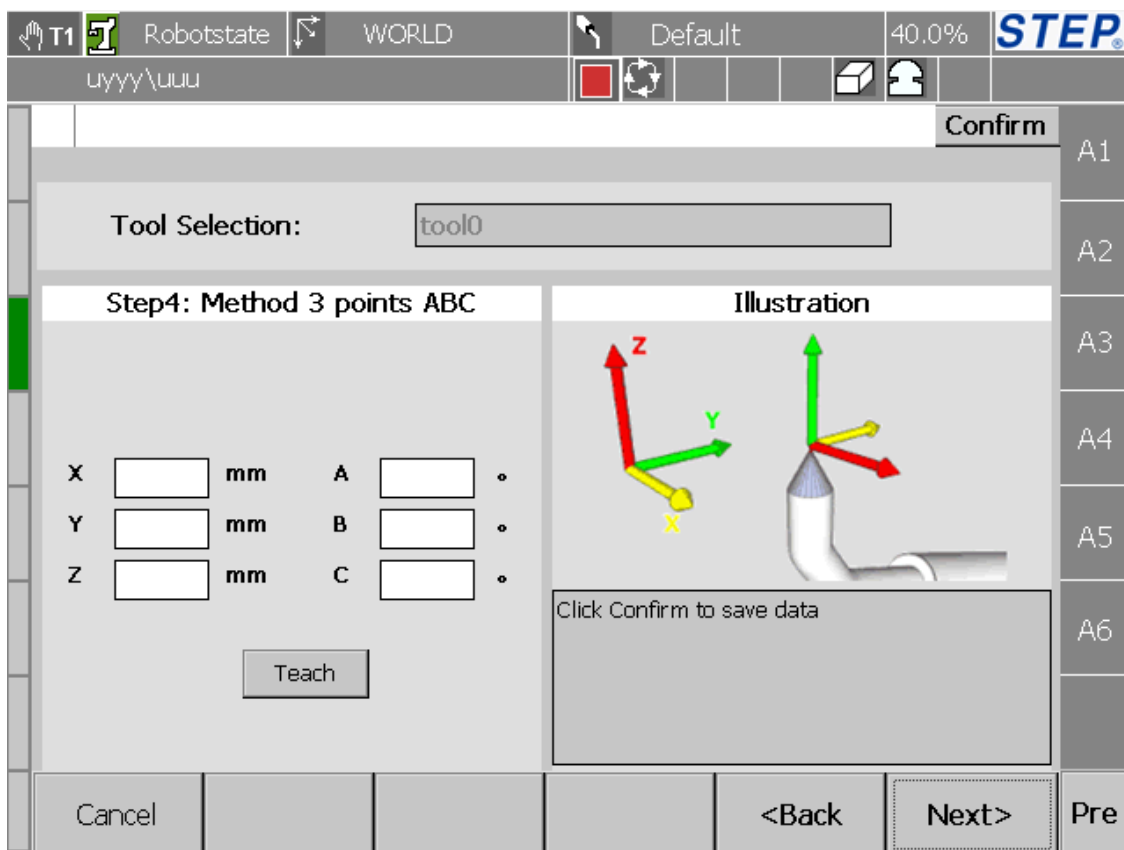 T1 Robotstate WORLD Default 40.0% STEP®
uyyy\uuu
Confirm
A1
Tool Selection: tool0
A2
Step4: Method 3 points ABC
Illustration
Z
Y
X
A3
A4
X mm A °
Y mm B °
Z mm C °
A5
Click Confirm to save data
A6
Teach
Cancel <Back Next> Pre